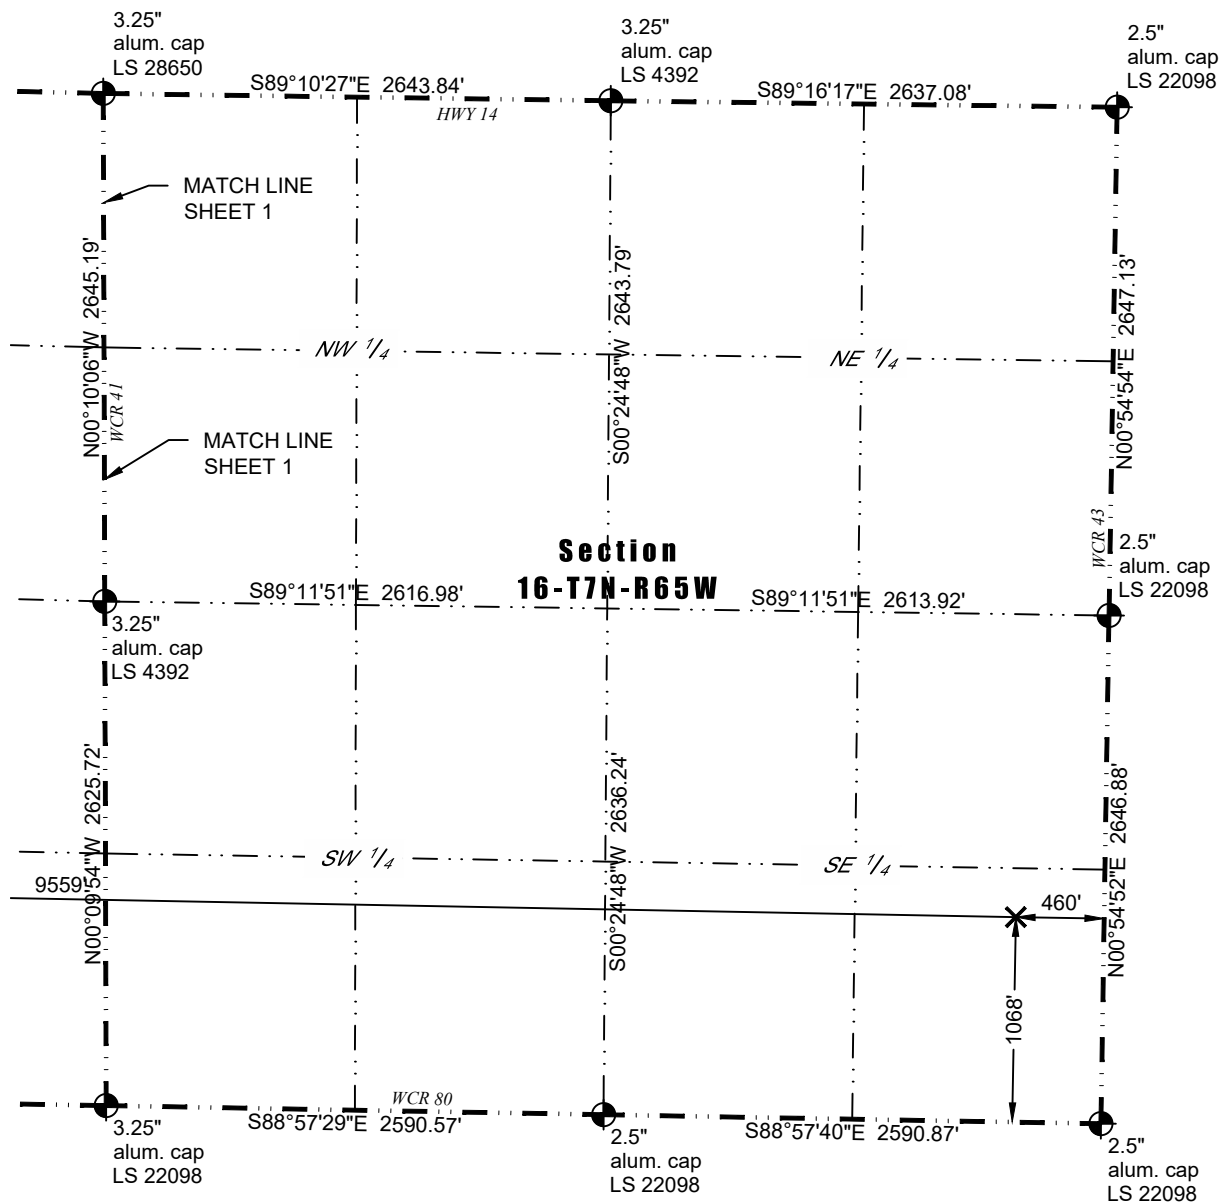 3.25"
alum. cap
LS 28650
3.25"
alum. cap
LS 4392
2.5"
alum. cap
LS 22098
S89°10'27"E 2643.84'
S89°16'17"E 2637.08'
HWY 14
MATCH LINE
SHEET 1
N00°10'06"W 2645.19'
S00°24'48"W 2643.79'
N00°54'54"E 2647.13'
NW 1/4
NE 1/4
WCR 41
MATCH LINE
SHEET 1
WCR 43
Section
16-T7N-R65W
2.5"
alum. cap
LS 22098
S89°11'51"E 2616.98'
S89°11'51"E 2613.92'
3.25"
alum. cap
LS 4392
N00°09'54"W 2625.72'
S00°24'48"W 2636.24'
N00°54'52"E 2646.88'
SW 1/4
SE 1/4
9559'
460'
1068'
WCR 80
S88°57'29"E 2590.57'
S88°57'40"E 2590.87'
3.25"
alum. cap
LS 22098
2.5"
alum. cap
LS 22098
2.5"
alum. cap
LS 22098